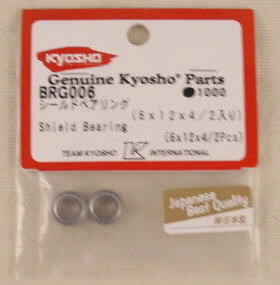 KYOSHO
Genuine Kyosho® Parts
BRG006
●1000
シールドベアリング
(6x12x4/2入り)
Shield Bearing
(6x12x4/2Pcs)
TEAM KYOSHO K INTERNATIONAL
Japanese
Best Quality